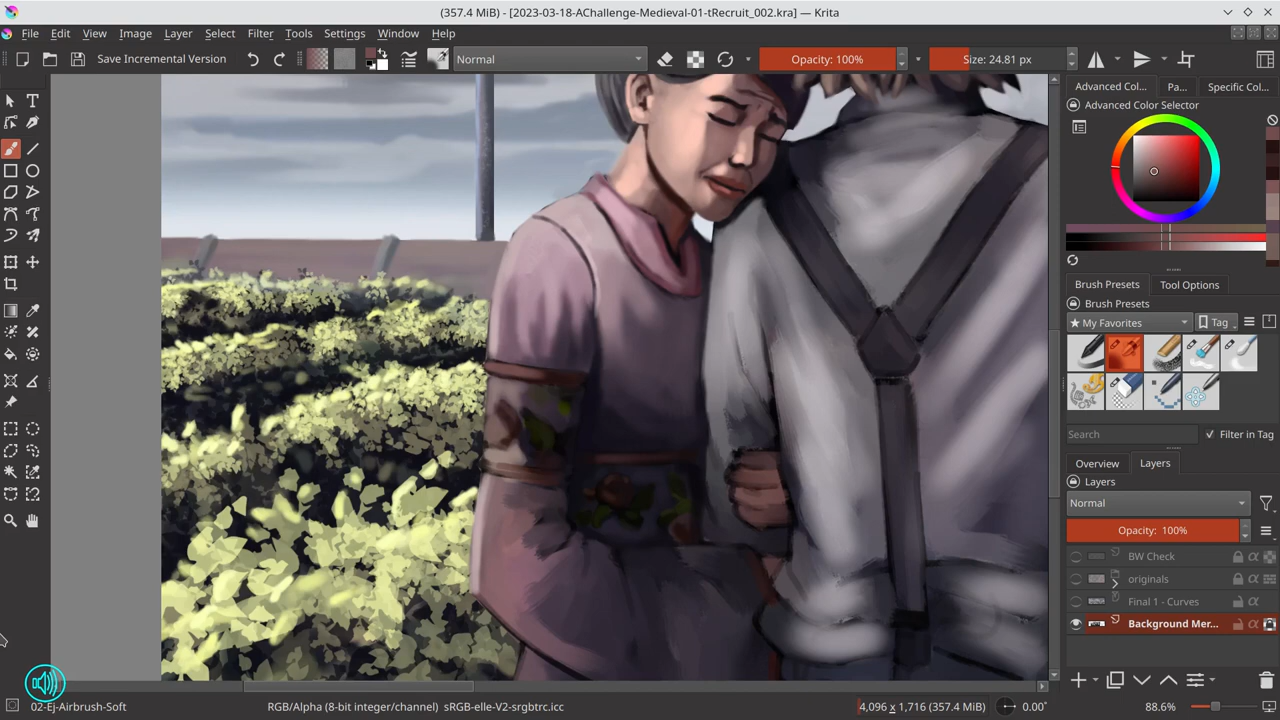 (357.4 MiB) - [2023-03-18-AChallenge-Medieval-01-tRecruit_002.kra] — Krita
File Edit View Image Layer Select Filter Tools Settings Window Help
Save Incremental Version Normal Opacity: 100% Size: 24.81 px
Advanced Col... Pa... Specific Col...
Advanced Color Selector
Brush Presets Tool Options
Brush Presets
★ My Favorites Tag
Search Filter in Tag
Overview Layers
Layers
Normal
Opacity: 100%
BW Check
originals
Final 1 - Curves
Background Mer...
02-Ej-Airbrush-Soft RGB/Alpha (8-bit integer/channel) sRGB-elle-V2-srgbtrc.icc 4,096 x 1,716 (357.4 MiB) 0.00° 88.6%